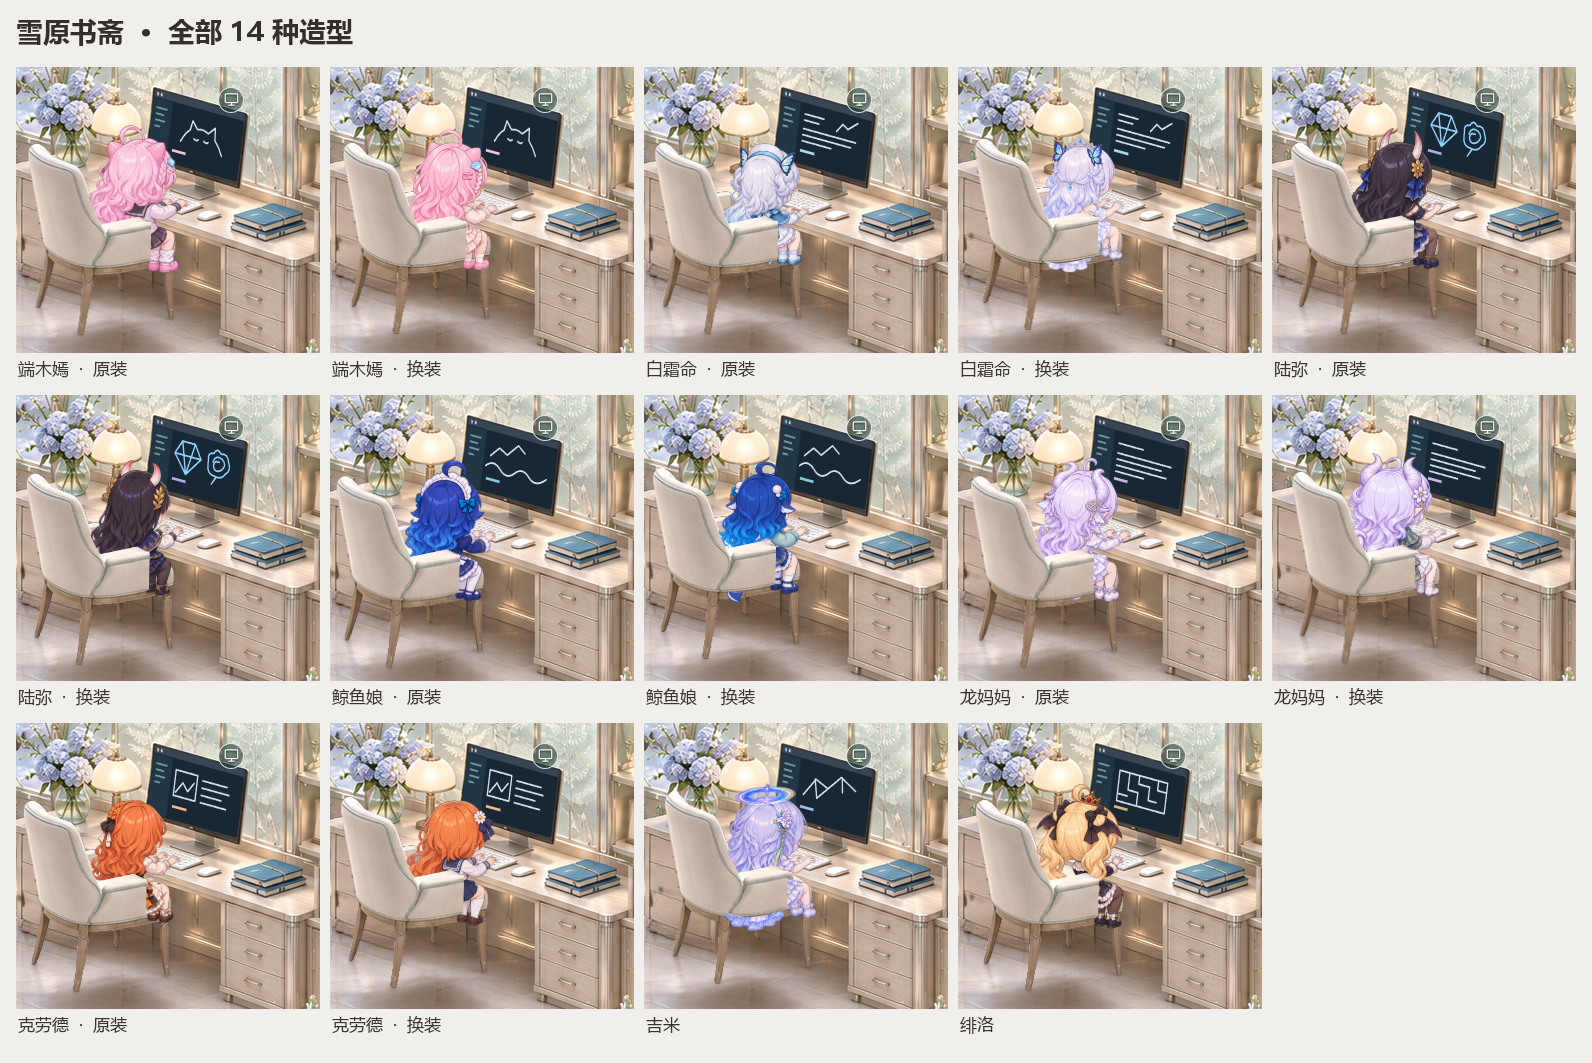 雪原书斋 • 全部 14 种造型
端木嫣 · 原装
端木嫣 · 换装
白霜命 · 原装
白霜命 · 换装
陆弥 · 原装
陆弥 · 换装
鲸鱼娘 · 原装
鲸鱼娘 · 换装
龙妈妈 · 原装
龙妈妈 · 换装
克劳德 · 原装
克劳德 · 换装
吉米
绯洛